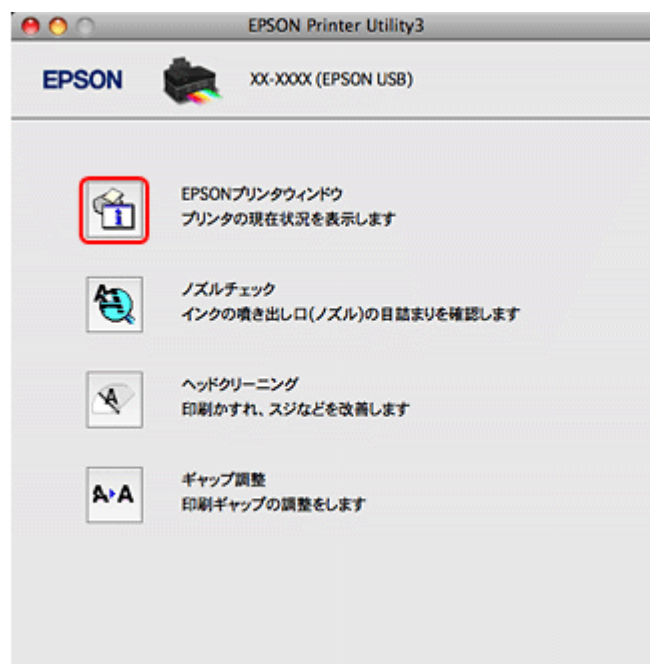 EPSON Printer Utility3
EPSON
XX-XXXX (EPSON USB)
EPSONプリンタウィンドウ
プリンタの現在状況を表示します
ノズルチェック
インクの噴き出し口(ノズル)の目詰まりを確認します
ヘッドクリーニング
印刷かすれ、スジなどを改善します
A▸A
ギャップ調整
印刷ギャップの調整をします